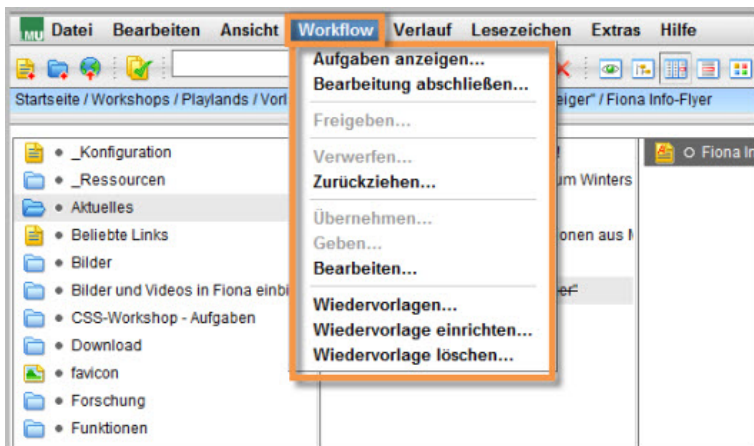 MU Datei Bearbeiten Ansicht Workflow Verlauf Lesezeichen Extras Hilfe
Startseite / Workshops / Playlands / Vorl
eiger" / Fiona Info-Flyer
Aufgaben anzeigen...
Bearbeitung abschließen...
Freigeben...
Verwerfen...
Zurückziehen...
Übernehmen...
Geben...
Bearbeiten...
Wiedervorlagen...
Wiedervorlage einrichten...
Wiedervorlage löschen...
_Konfiguration
_Ressourcen
Aktuelles
Beliebte Links
Bilder
Bilder und Videos in Fiona einbi
CSS-Workshop - Aufgaben
Download
favicon
Forschung
Funktionen
um Winters
onen aus M
er"
Fiona In